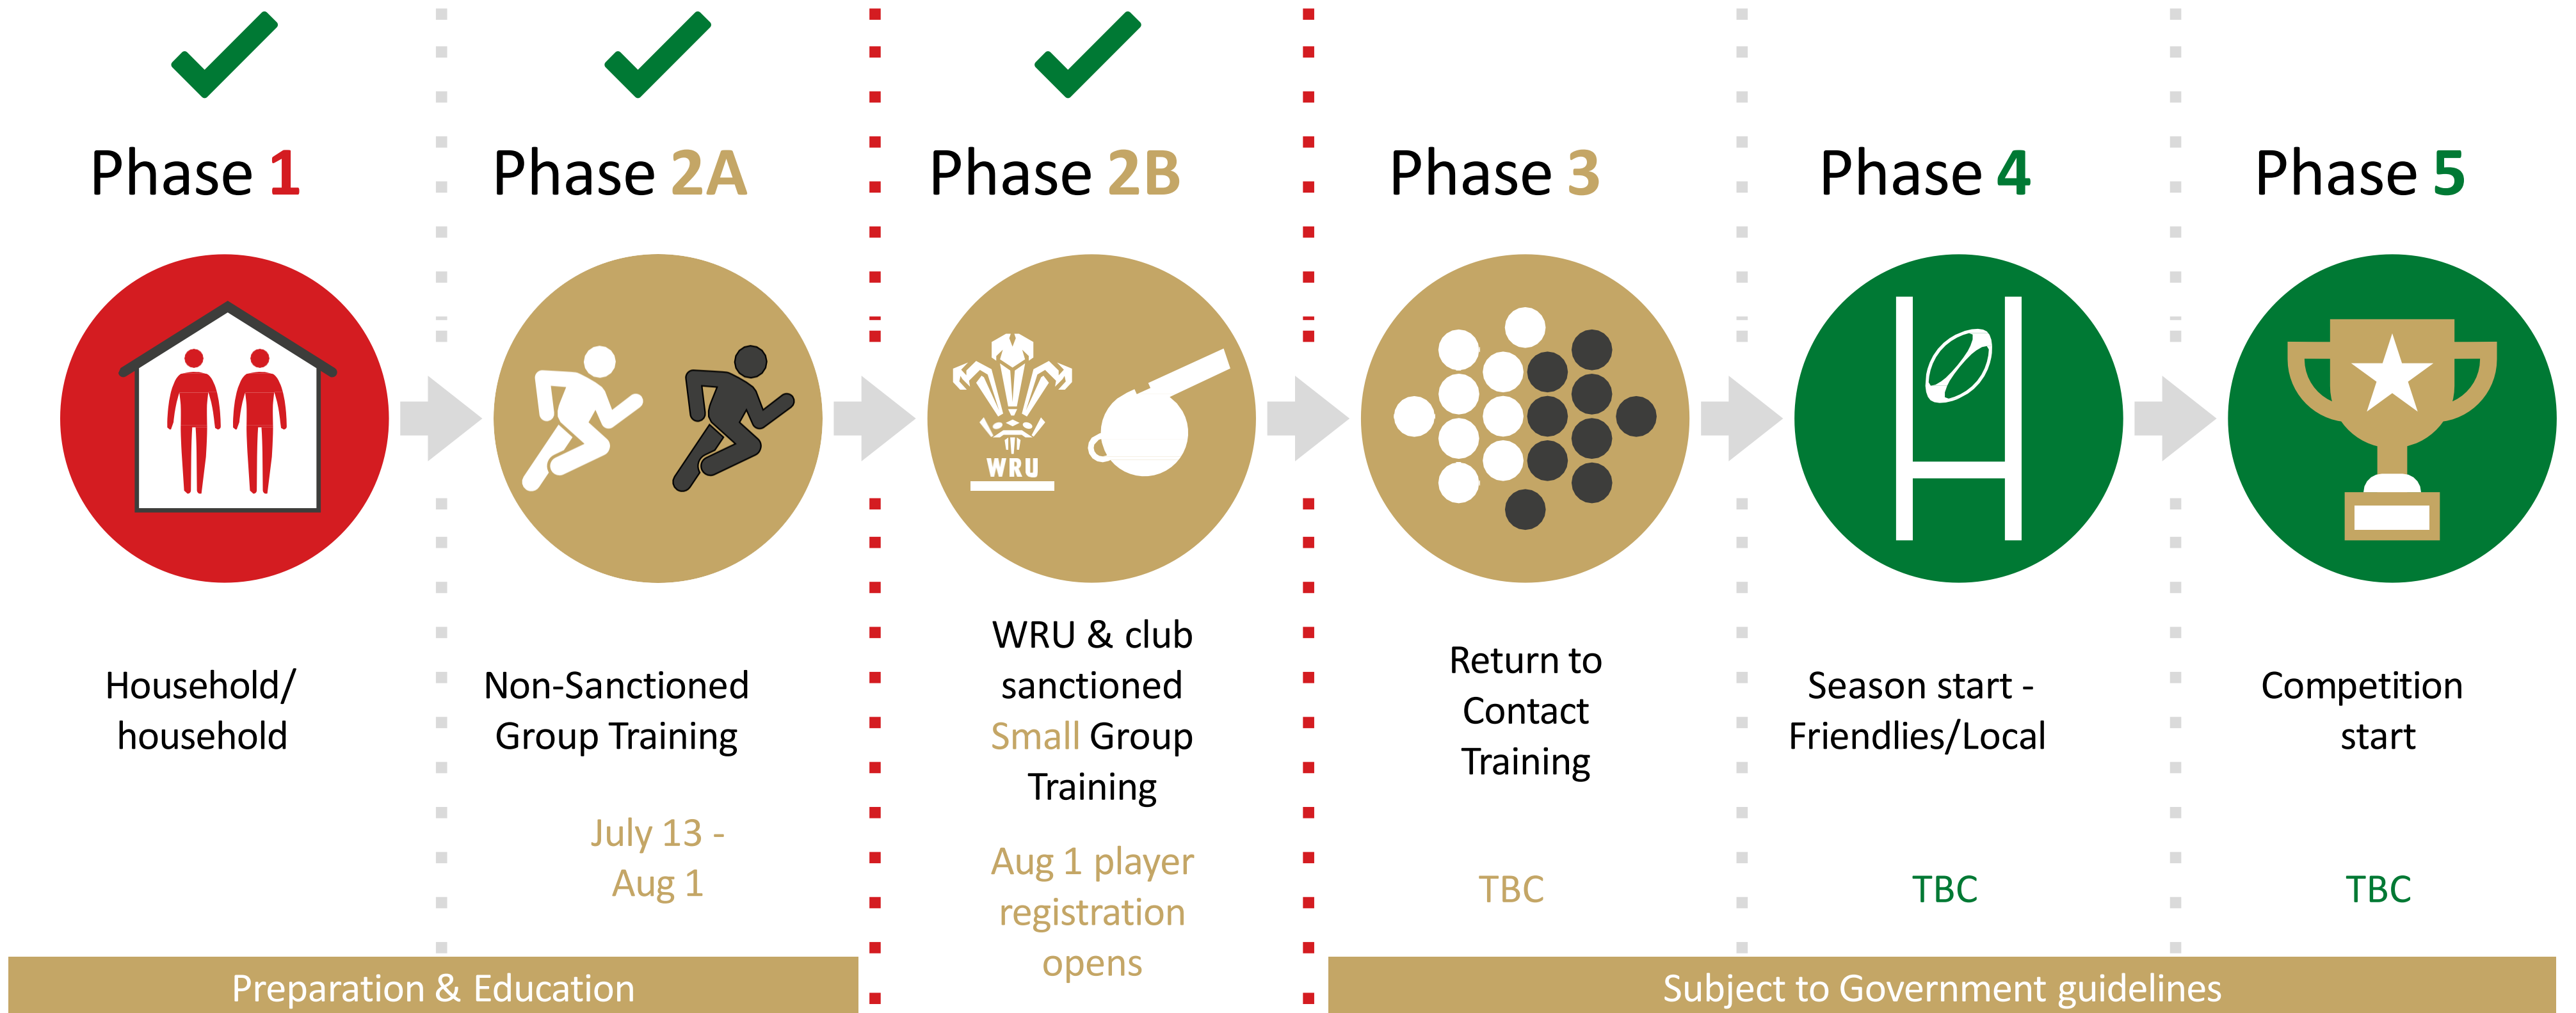 Phase 1
Household/
household
Phase 2A
Non-Sanctioned
Group Training
July 13 -
Aug 1
Preparation & Education
Phase 2B
WRU
WRU & club
sanctioned
Small Group
Training
Aug 1 player
registration
opens
Phase 3
Return to
Contact
Training
TBC
Phase 4
Season start -
Friendlies/Local
TBC
Phase 5
Competition
start
TBC
Subject to Government guidelines